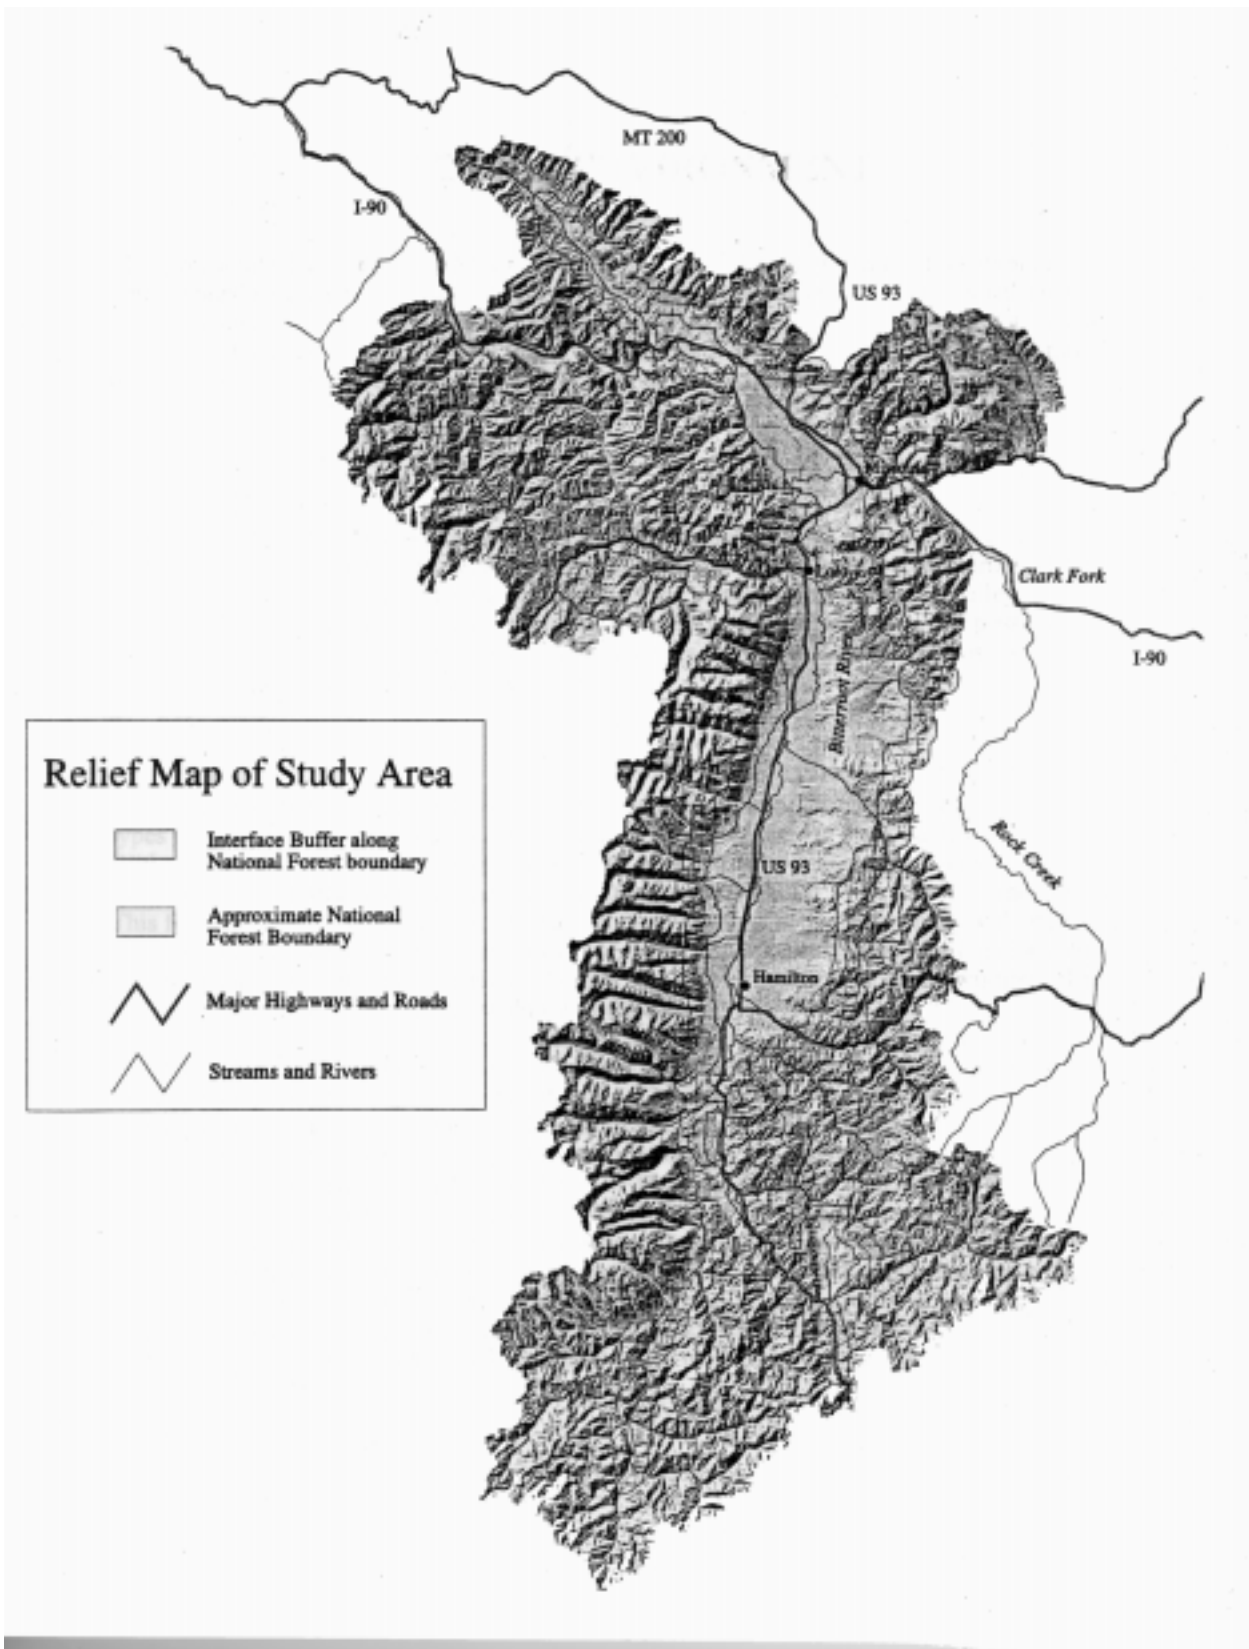 MT 200
I-90
US 93
Clark Fork
I-90
Bitterroot River
Relief Map of Study Area
Interface Buffer along
National Forest boundary
Approximate National
Forest Boundary
Major Highways and Roads
Streams and Rivers
Rock Creek
US 93
Hamilton